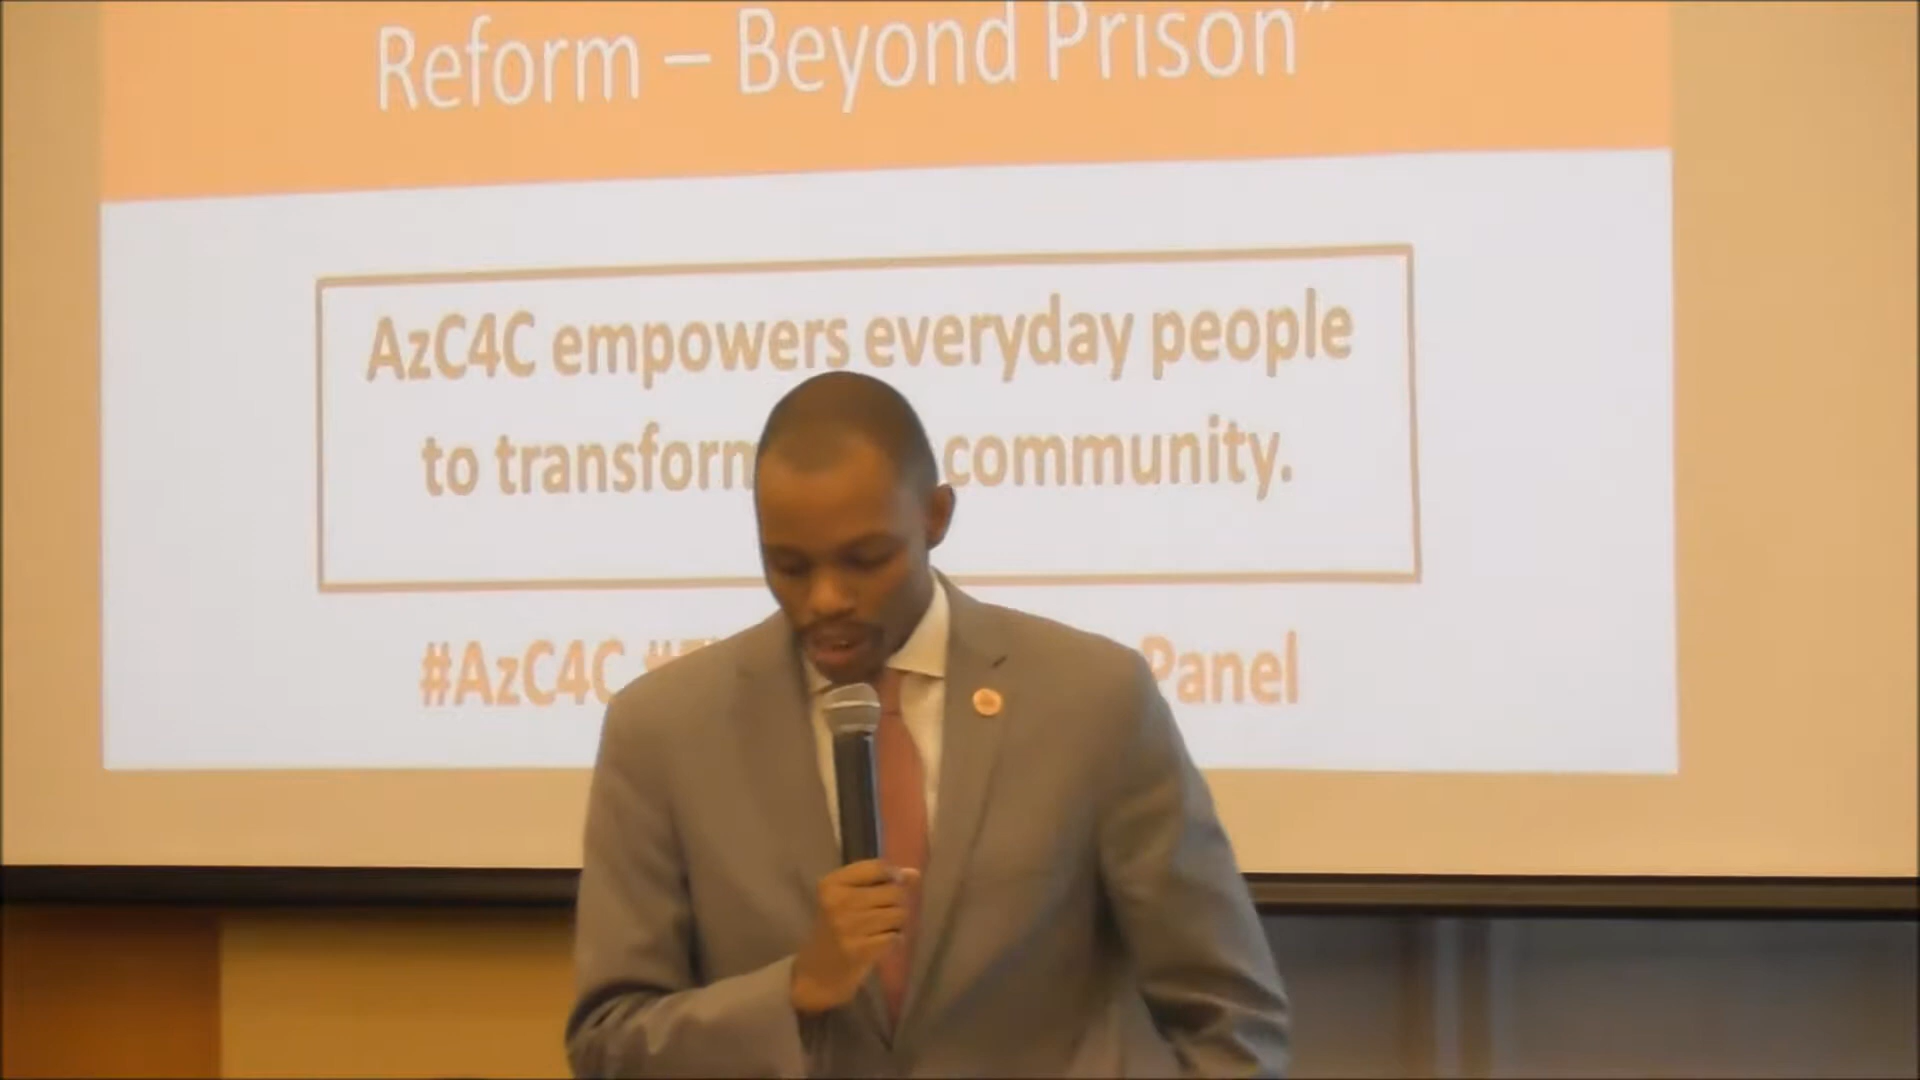 Reform – Beyond Prison”
AzC4C empowers everyday people
to transform community.
#AzC4C Panel